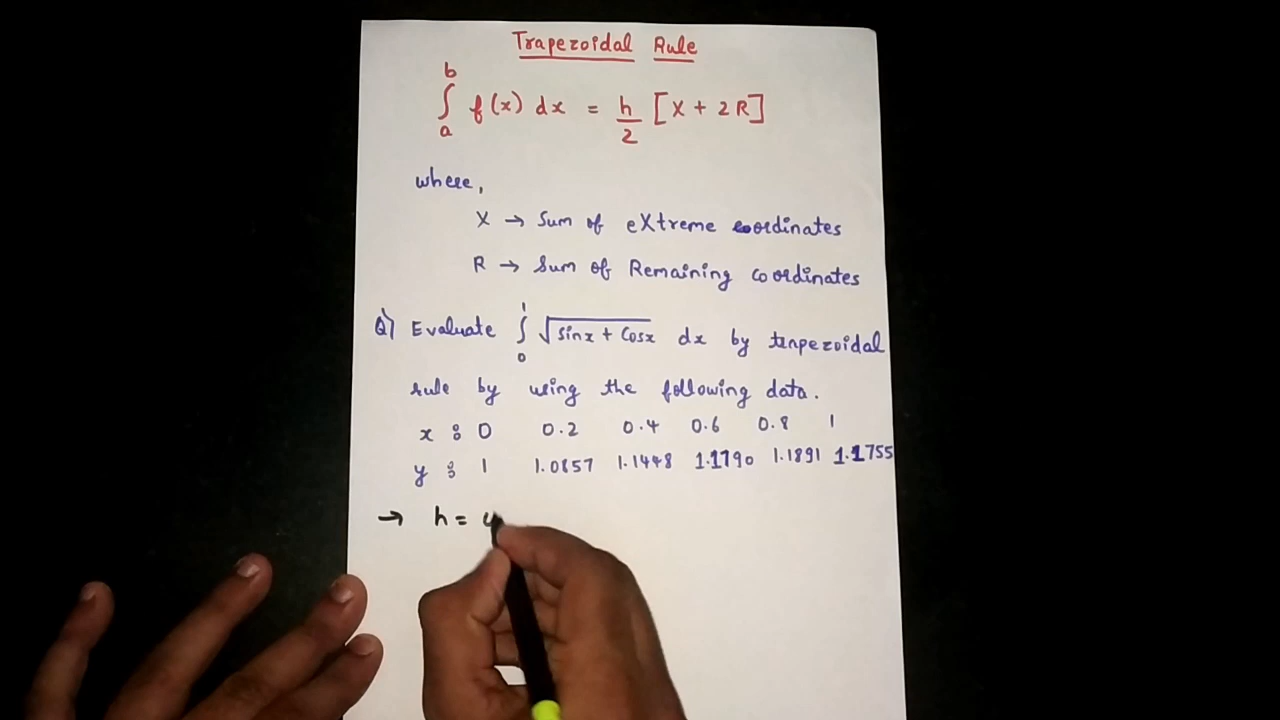 Trapezoidal Rule
b
∫ f(x) dx = h/2 [X + 2R]
a
where,
X → Sum of eXtreme coordinates
R → Sum of Remaining coordinates
Q) Evaluate ∫₀¹ √sinx + Cosx dx by trapezoidal
rule by using the following data.
x : 0 0.2 0.4 0.6 0.8 1
y : 1 1.0857 1.1448 1.1790 1.1891 1.1755
→ h =